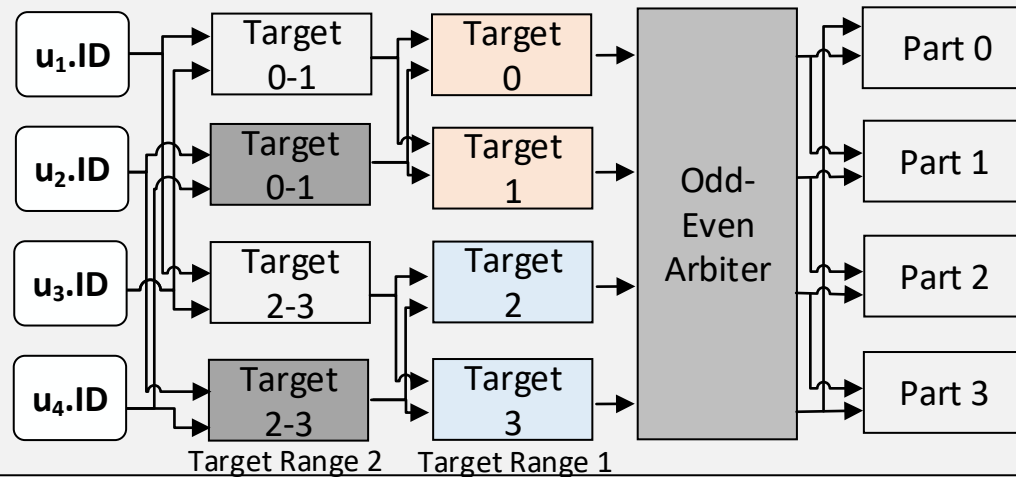 u₁.ID
u₂.ID
u₃.ID
u₄.ID
Target
0-1
Target
0-1
Target
2-3
Target
2-3
Target Range 2
Target
0
Target
1
Target
2
Target
3
Target Range 1
Odd-
Even
Arbiter
Part 0
Part 1
Part 2
Part 3